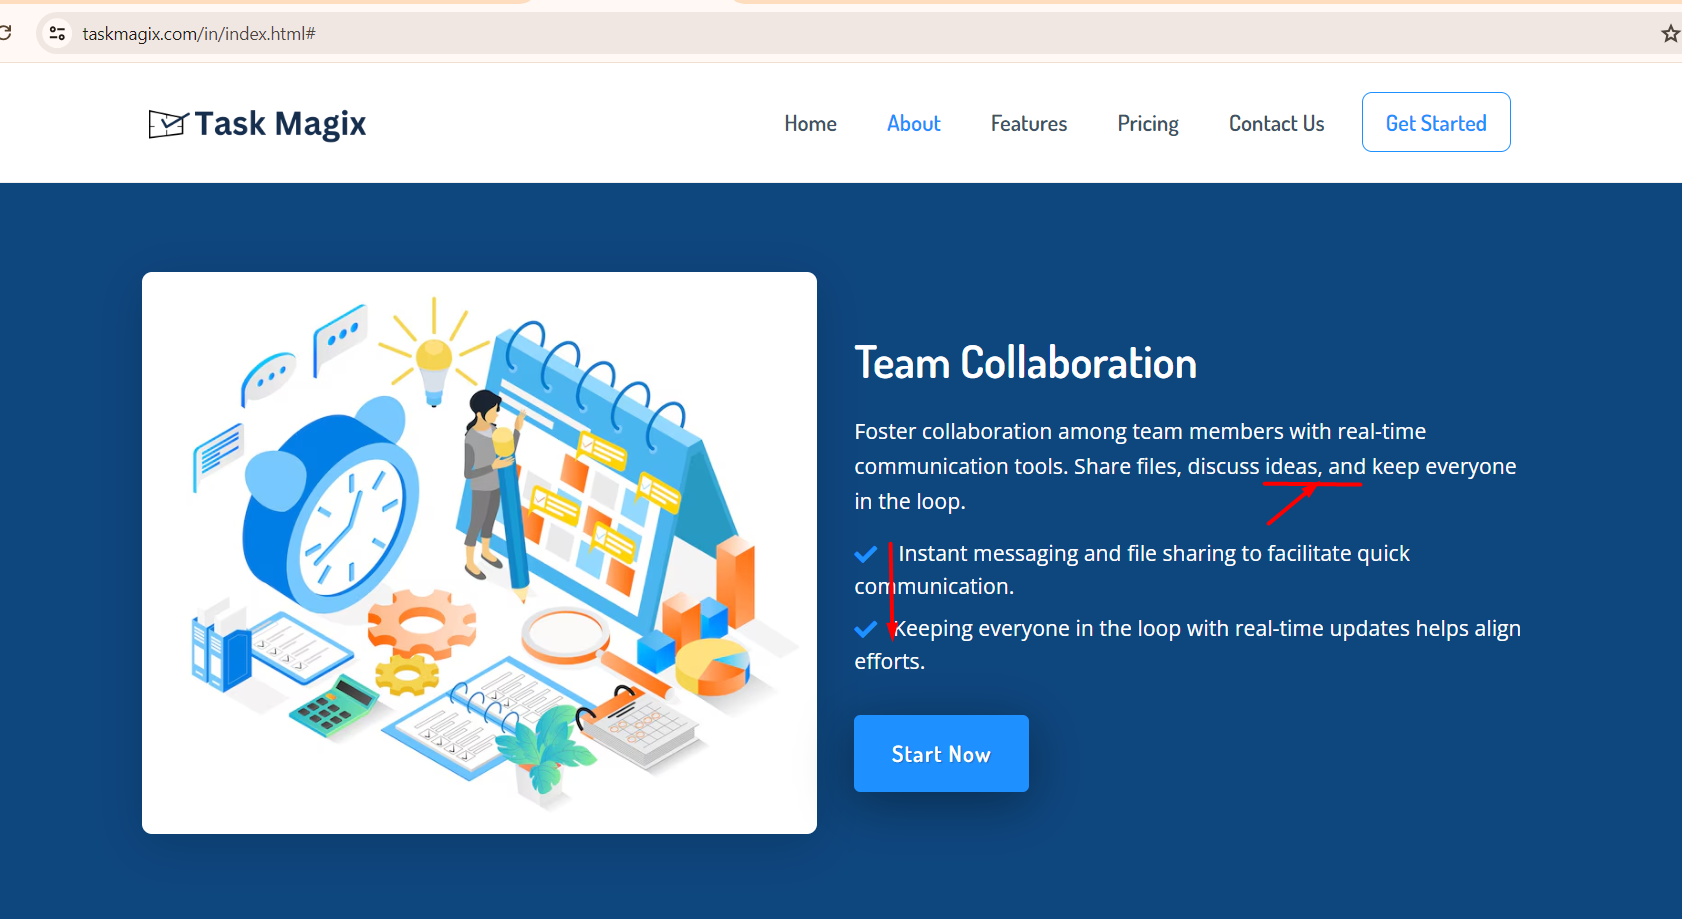 taskmagix.com/in/index.html#
Task Magix
Home
About
Features
Pricing
Contact Us
Get Started
Team Collaboration
Foster collaboration among team members with real-time
communication tools. Share files, discuss ideas, and keep everyone
in the loop.
Instant messaging and file sharing to facilitate quick
communication.
Keeping everyone in the loop with real-time updates helps align
efforts.
Start Now